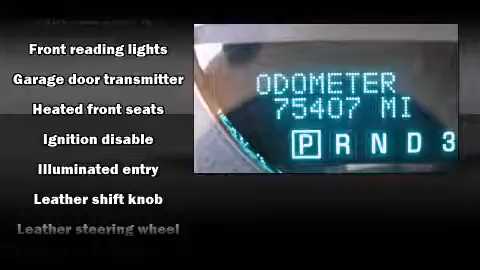 Front reading lights
Garage door transmitter
Heated front seats
Ignition disable
Illuminated entry
Leather shift knob
Leather steering wheel
ODOMETER
75407 MI
P R N D 3